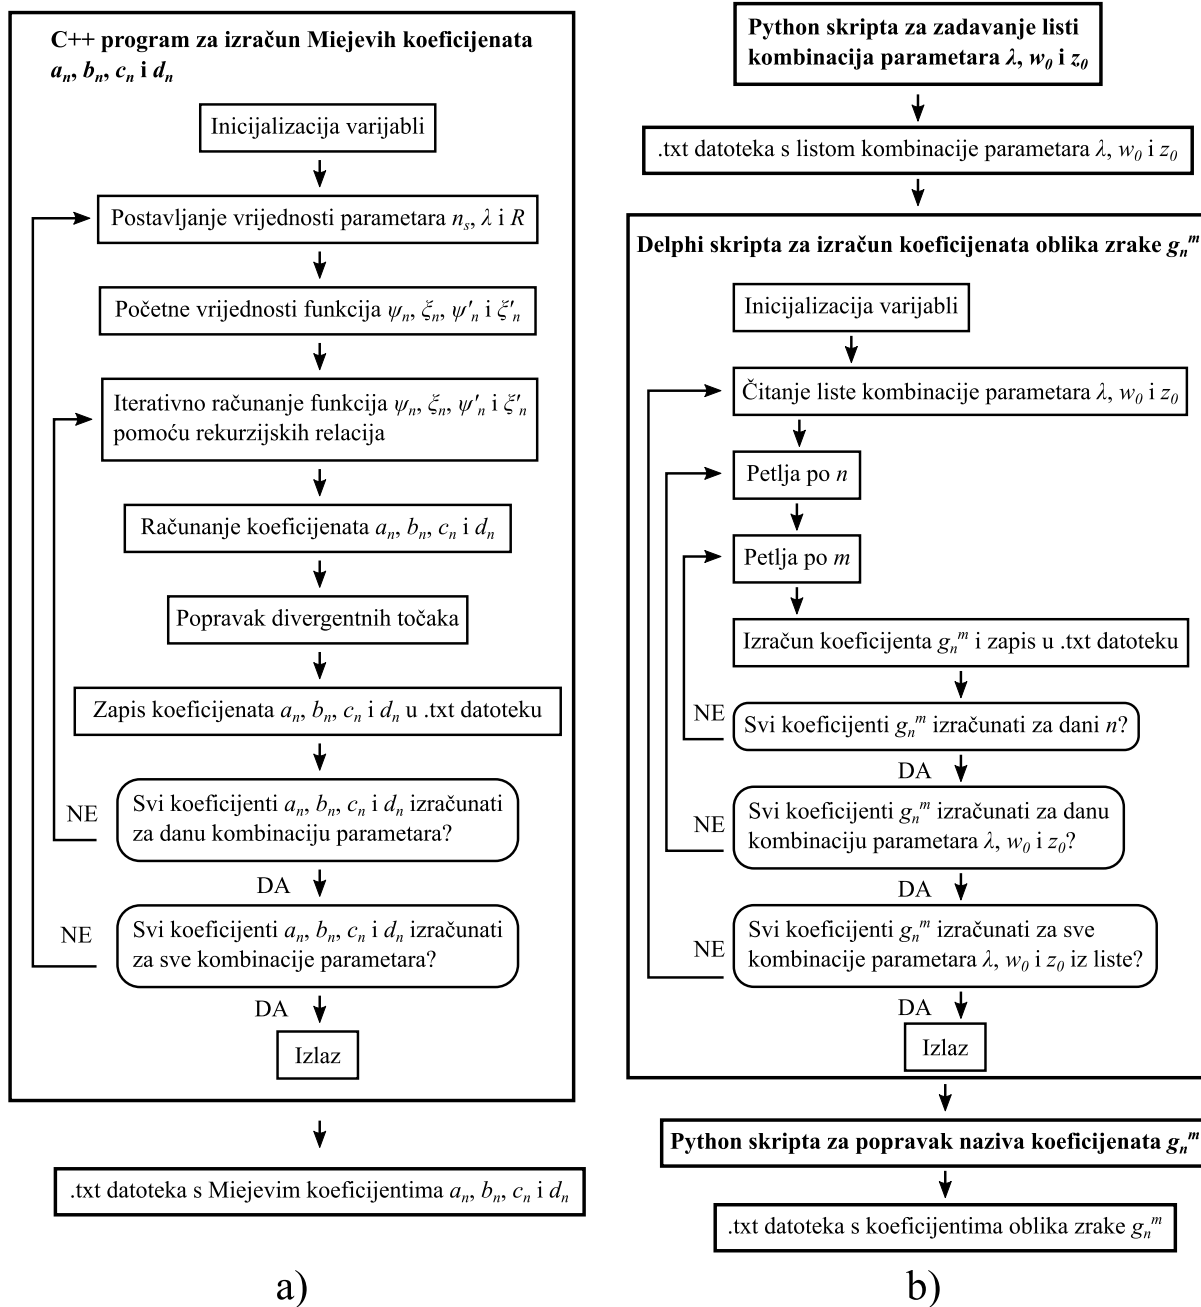 C++ program za izračun Miejevih koeficijenata
aₙ, bₙ, cₙ i dₙ
Inicijalizacija varijabli
Postavljanje vrijednosti parametara nₛ, λ i R
Početne vrijednosti funkcija ψₙ, ξₙ, ψ'ₙ i ξ'ₙ
Iterativno računanje funkcija ψₙ, ξₙ, ψ'ₙ i ξ'ₙ
pomoću rekurzijskih relacija
Računanje koeficijenata aₙ, bₙ, cₙ i dₙ
Popravak divergentnih točaka
Zapis koeficijenata aₙ, bₙ, cₙ i dₙ u .txt datoteku
Svi koeficijenti aₙ, bₙ, cₙ i dₙ izračunati
za danu kombinaciju parametara?
NE
DA
Svi koeficijenti aₙ, bₙ, cₙ i dₙ izračunati
za sve kombinacije parametara?
NE
DA
Izlaz
.txt datoteka s Miejevim koeficijentima aₙ, bₙ, cₙ i dₙ
a)
Python skripta za zadavanje listi
kombinacija parametara λ, w₀ i z₀
.txt datoteka s listom kombinacije parametara λ, w₀ i z₀
Delphi skripta za izračun koeficijenata oblika zrake gₙᵐ
Inicijalizacija varijabli
Čitanje liste kombinacije parametara λ, w₀ i z₀
Petlja po n
Petlja po m
Izračun koeficijenta gₙᵐ i zapis u .txt datoteku
NE
Svi koeficijenti gₙᵐ izračunati za dani n?
DA
Svi koeficijenti gₙᵐ izračunati za danu
kombinaciju parametara λ, w₀ i z₀?
NE
DA
Svi koeficijenti gₙᵐ izračunati za sve
kombinacije parametara λ, w₀ i z₀ iz liste?
NE
DA
Izlaz
Python skripta za popravak naziva koeficijenata gₙᵐ
.txt datoteka s koeficijentima oblika zrake gₙᵐ
b)